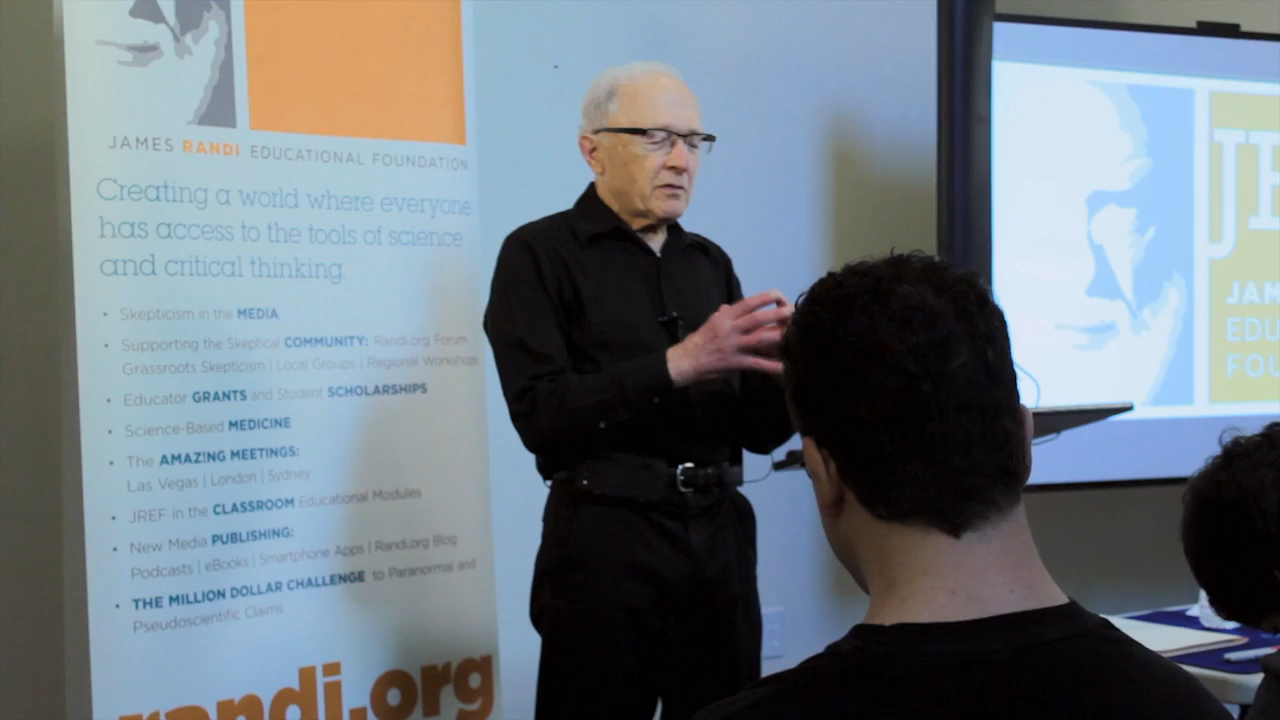 JAMES RANDI EDUCATIONAL FOUNDATION
Creating a world where everyone
has access to the tools of science
and critical thinking.
• Skepticism in the MEDIA
• Supporting the Skeptical COMMUNITY: Randi.org Forum
Grassroots Skepticism | Local Groups | Regional Workshops
• Educator GRANTS and Student SCHOLARSHIPS
• Science-Based MEDICINE
• The AMAZ!NG MEETINGS:
Las Vegas | London | Sydney
• JREF in the CLASSROOM Educational Modules
• New Media PUBLISHING:
Podcasts | eBooks | Smartphone Apps | Randi.org Blog
• THE MILLION DOLLAR CHALLENGE to Paranormal and
Pseudoscientific Claims
randi.org
JR
JAM
EDU
FOU